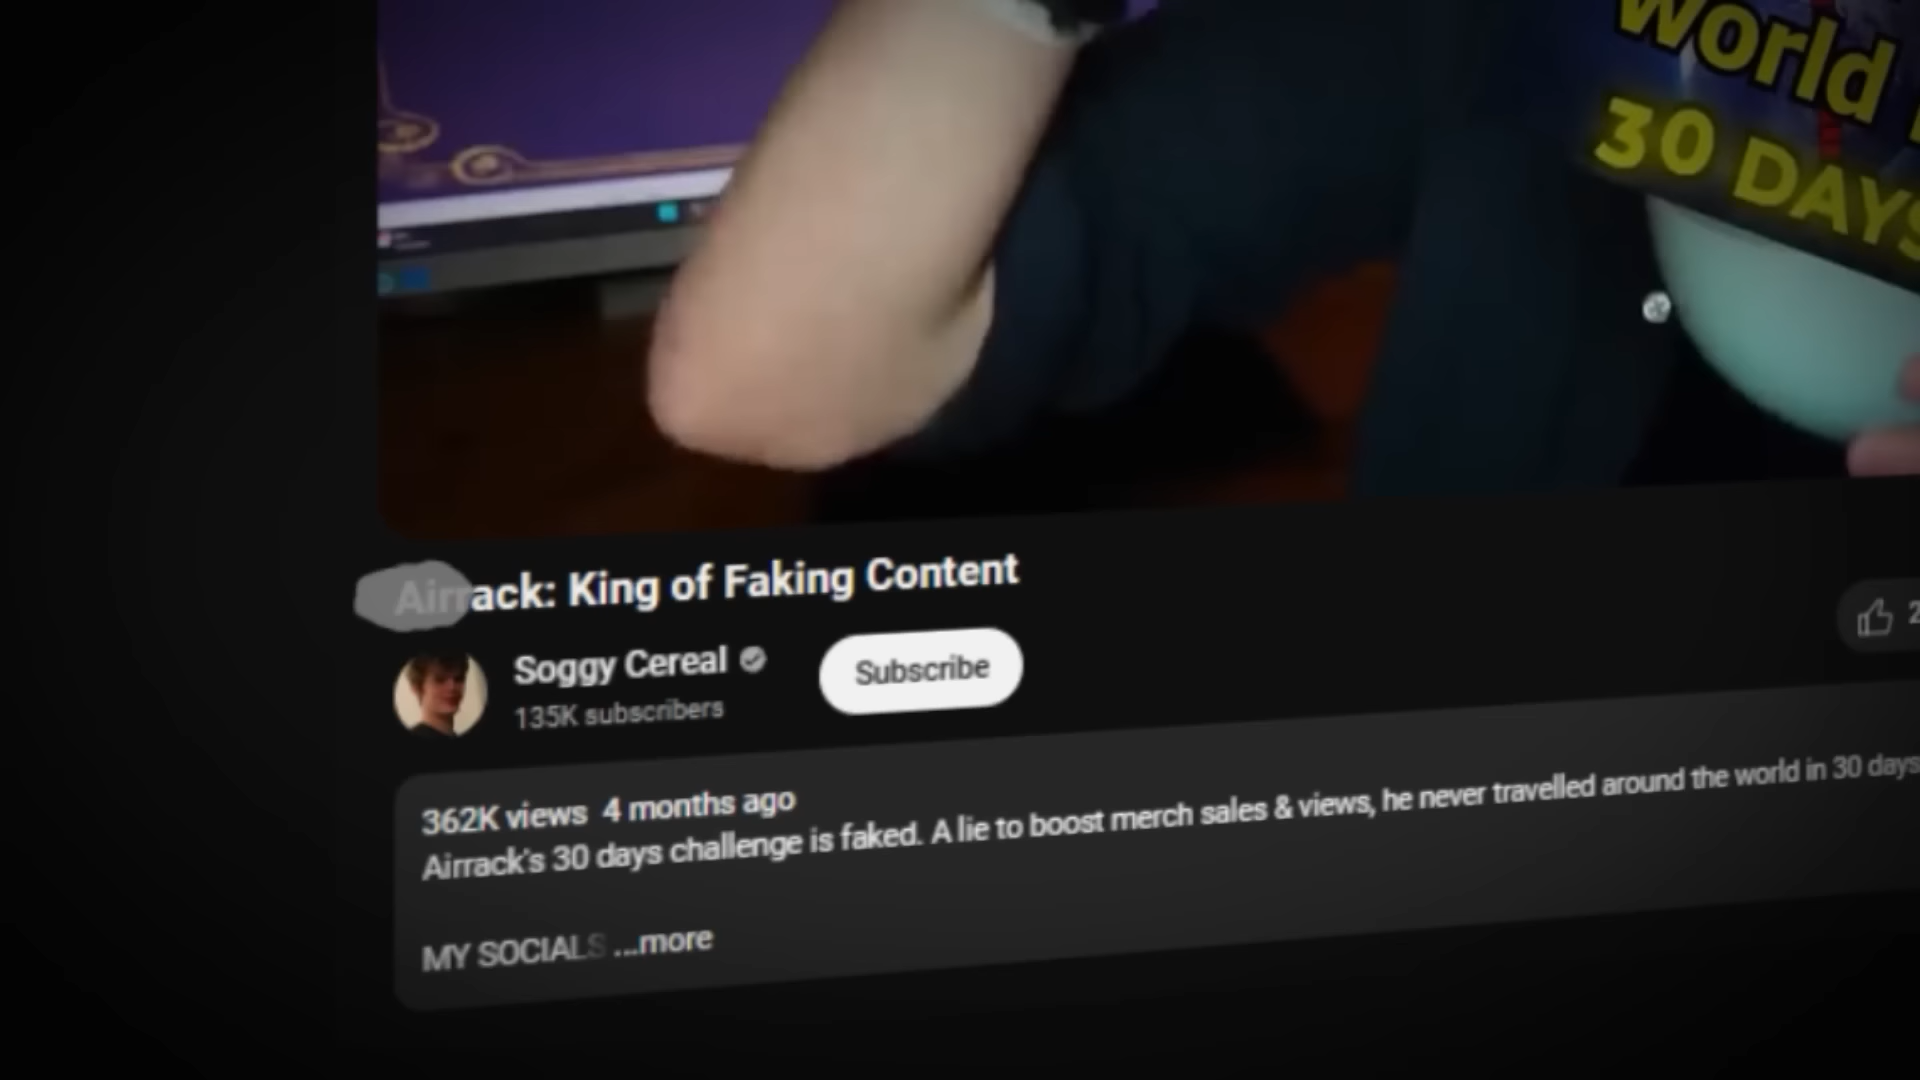 World
30 DAYS
Airrack: King of Faking Content
Soggy Cereal
135K subscribers
Subscribe
2
362K views 4 months ago
Airrack's 30 days challenge is faked. A lie to boost merch sales & views, he never travelled around the world in 30 days
MY SOCIALS ...more